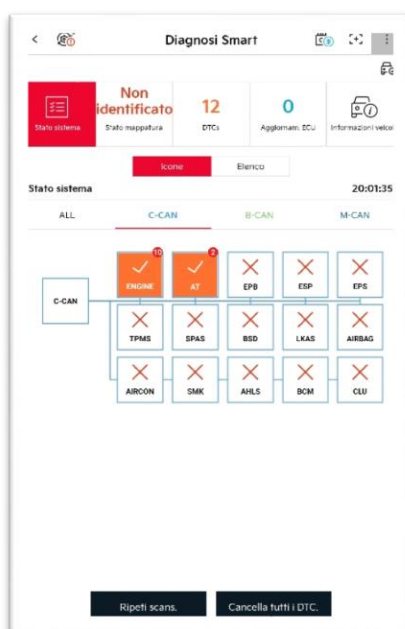 Diagnosi Smart
Non
identificato
12
0
Stato sistema
Stato mappatura
DTCs
Aggiornam. ECU
Informazioni veicol
Icone
Elenco
Stato sistema
20:01:35
ALL
C-CAN
B-CAN
M-CAN
10
2
ENGINE
AT
EPB
ESP
EPS
C-CAN
TPMS
SPAS
BSD
LKAS
AIRBAG
AIRCON
SMK
AHLS
BCM
CLU
Ripeti scans.
Cancella tutti i DTC.